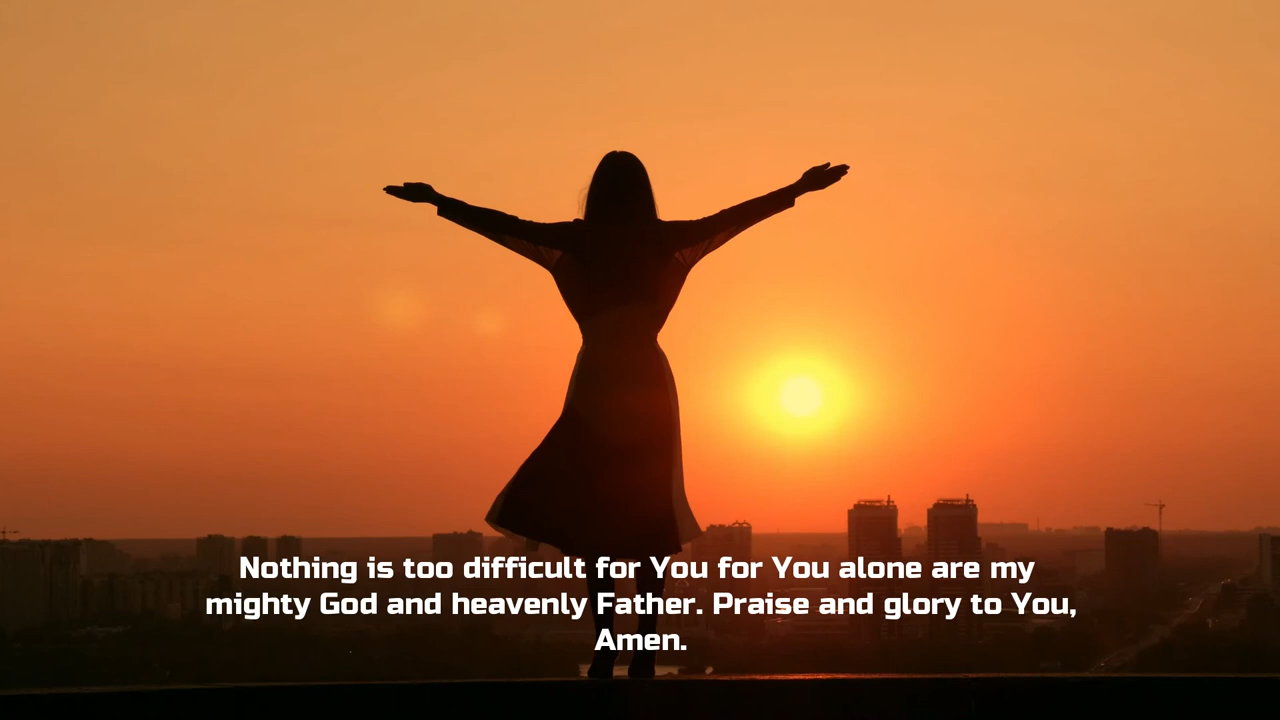 Nothing is too difficult for You for You alone are my
mighty God and heavenly Father. Praise and glory to You,
Amen.